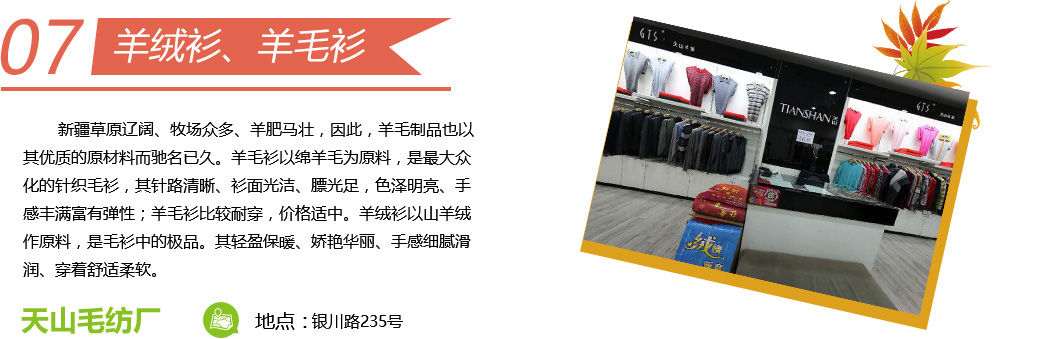 07 羊绒衫、羊毛衫
新疆草原辽阔、牧场众多、羊肥马壮，因此，羊毛制品也以
其优质的原材料而驰名已久。羊毛衫以绵羊毛为原料，是最大众
化的针织毛衫，其针路清晰、衫面光洁、膘光足，色泽明亮、手
感丰满富有弹性；羊毛衫比较耐穿，价格适中。羊绒衫以山羊绒
作原料，是毛衫中的极品。其轻盈保暖、娇艳华丽、手感细腻滑
润、穿着舒适柔软。
天山毛纺厂
地点：银川路235号
GTS
TIANSHAN
GTS
绒